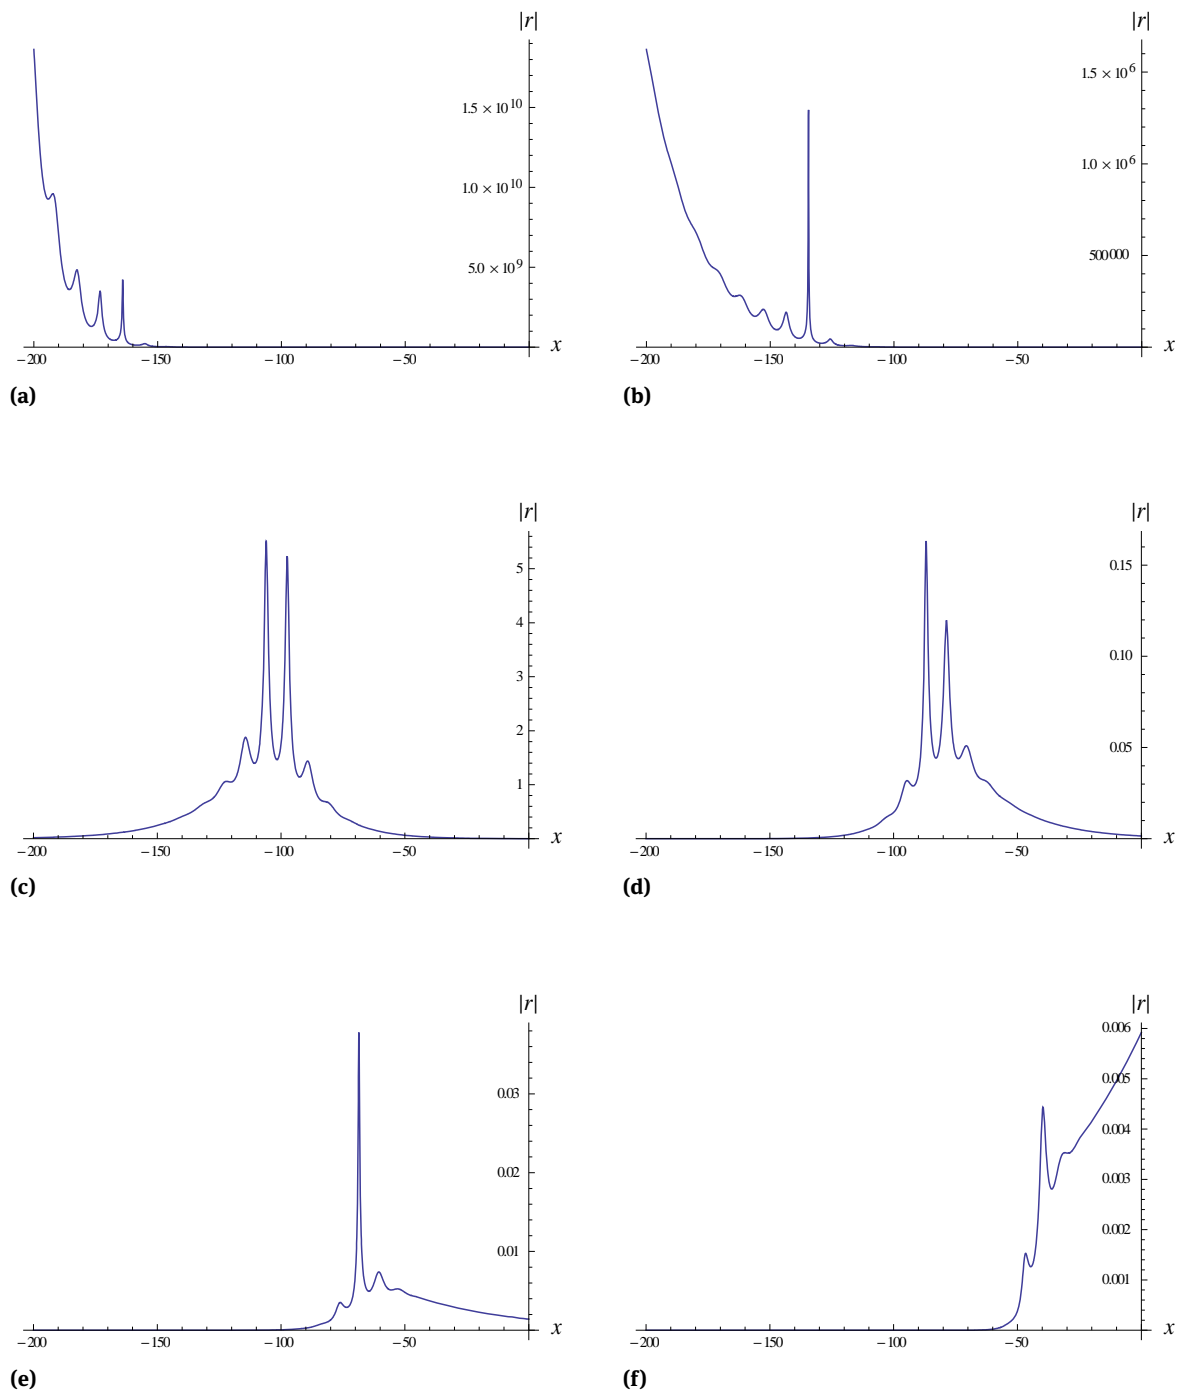 |r|
1.5 × 10^10
1.0 × 10^10
5.0 × 10^9
−200 −150 −100 −50 x
(a)
|r|
1.5 × 10^6
1.0 × 10^6
500000
−200 −150 −100 −50 x
(b)
|r|
5
4
3
2
1
−200 −150 −100 −50 x
(c)
|r|
0.15
0.10
0.05
−200 −150 −100 −50 x
(d)
|r|
0.03
0.02
0.01
−200 −150 −100 −50 x
(e)
|r|
0.006
0.005
0.004
0.003
0.002
0.001
−200 −150 −100 −50 x
(f)